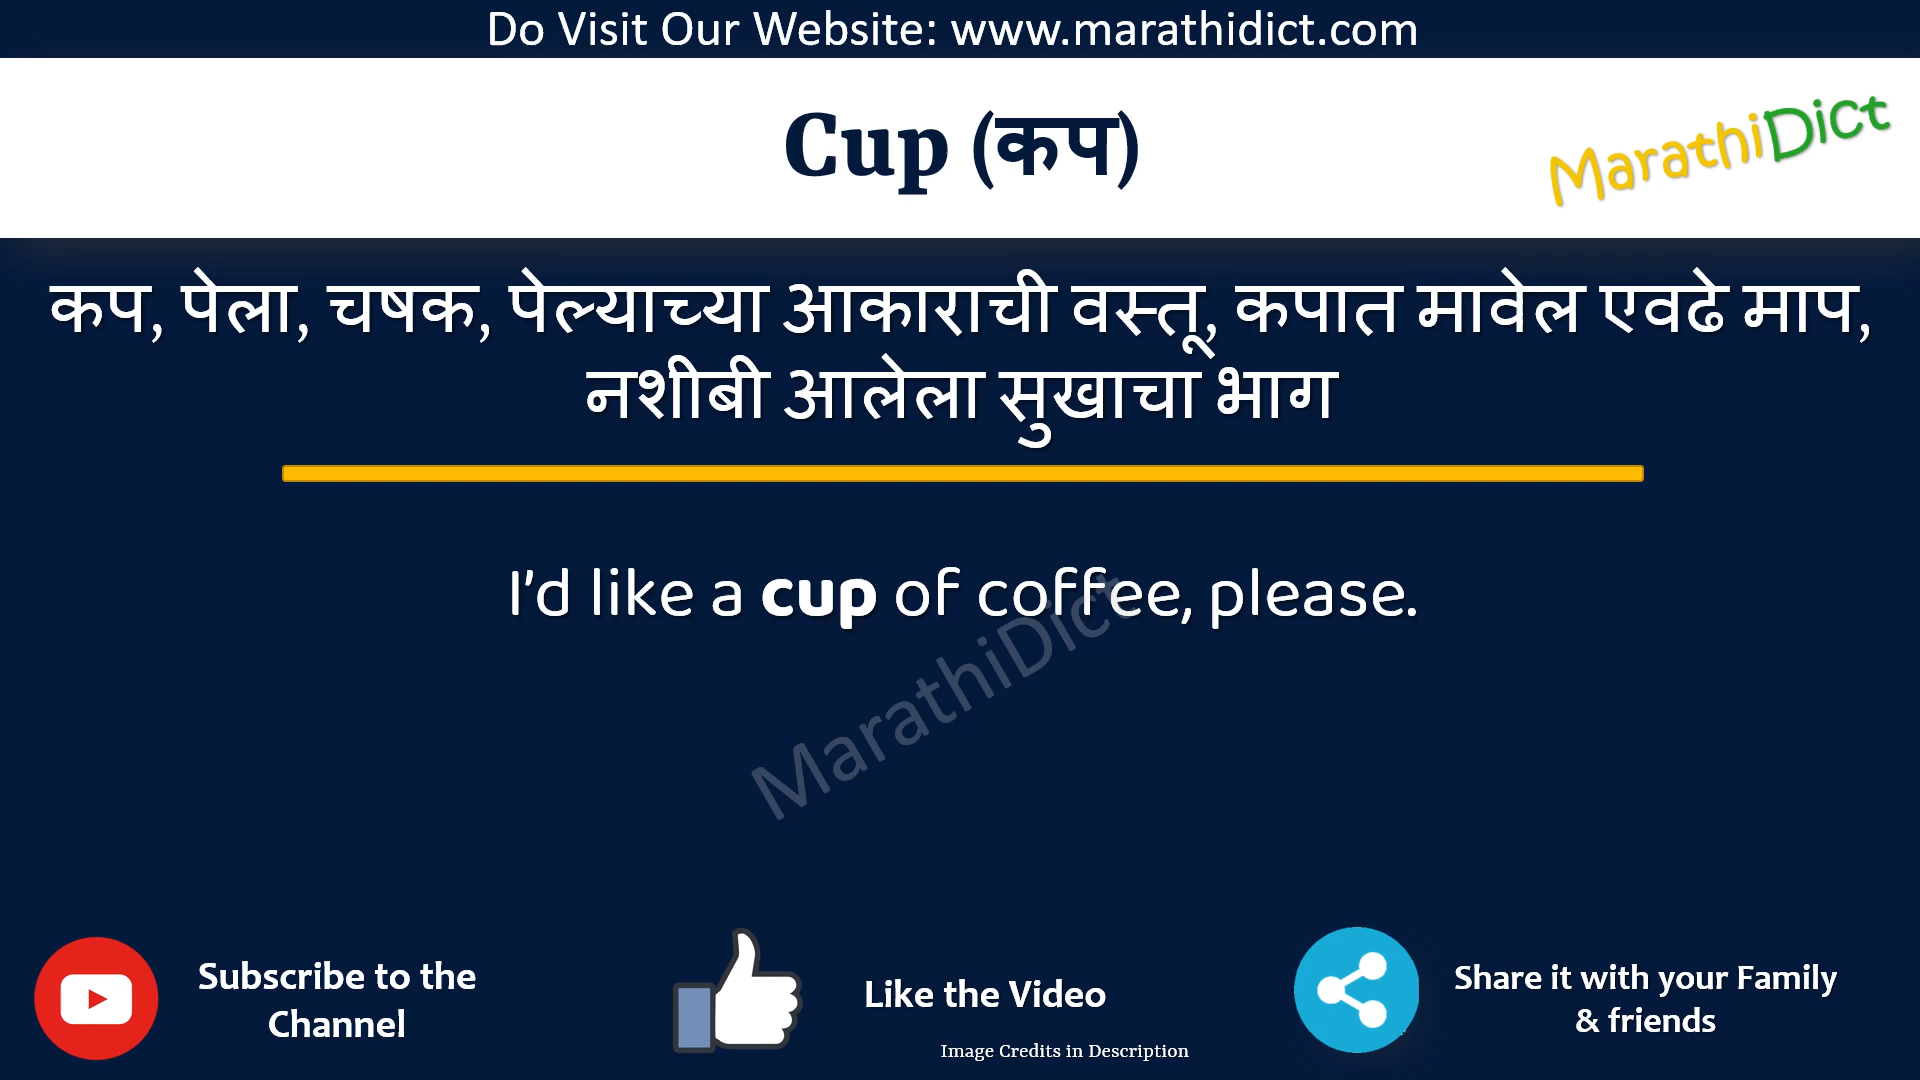 Do Visit Our Website: www.marathidict.com
Cup (कप)
MarathiDict
कप, पेला, चषक, पेल्याच्या आकाराची वस्तू, कपात मावेल एवढे माप,
नशीबी आलेला सुखाचा भाग
I'd like a cup of coffee, please.
MarathiDict
Subscribe to the
Channel
Like the Video
Share it with your Family
& friends
Image Credits in Description